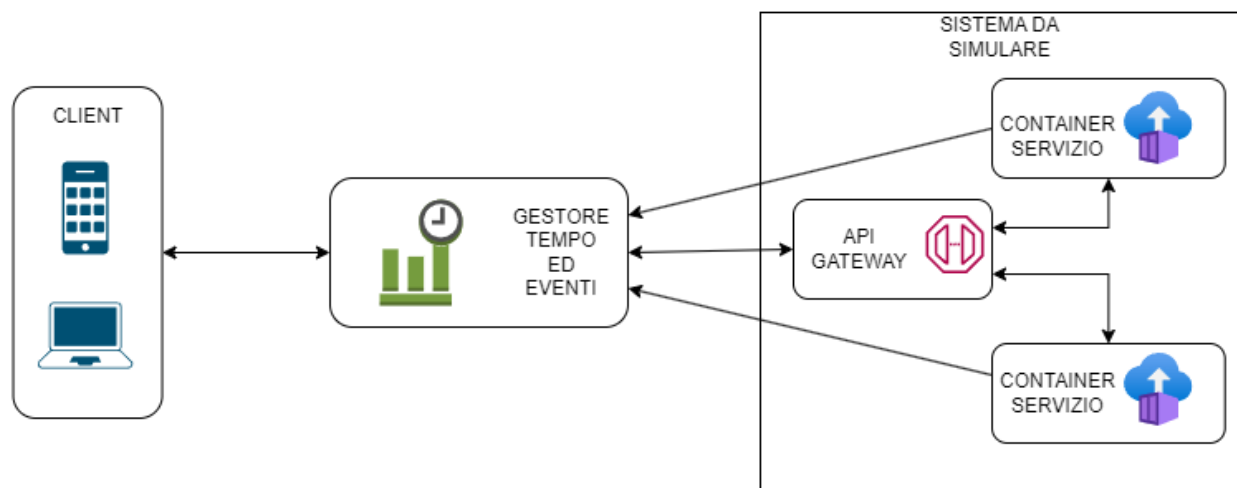 SISTEMA DA
SIMULARE
CLIENT
CONTAINER
SERVIZIO
GESTORE
TEMPO
ED
EVENTI
API
GATEWAY
CONTAINER
SERVIZIO